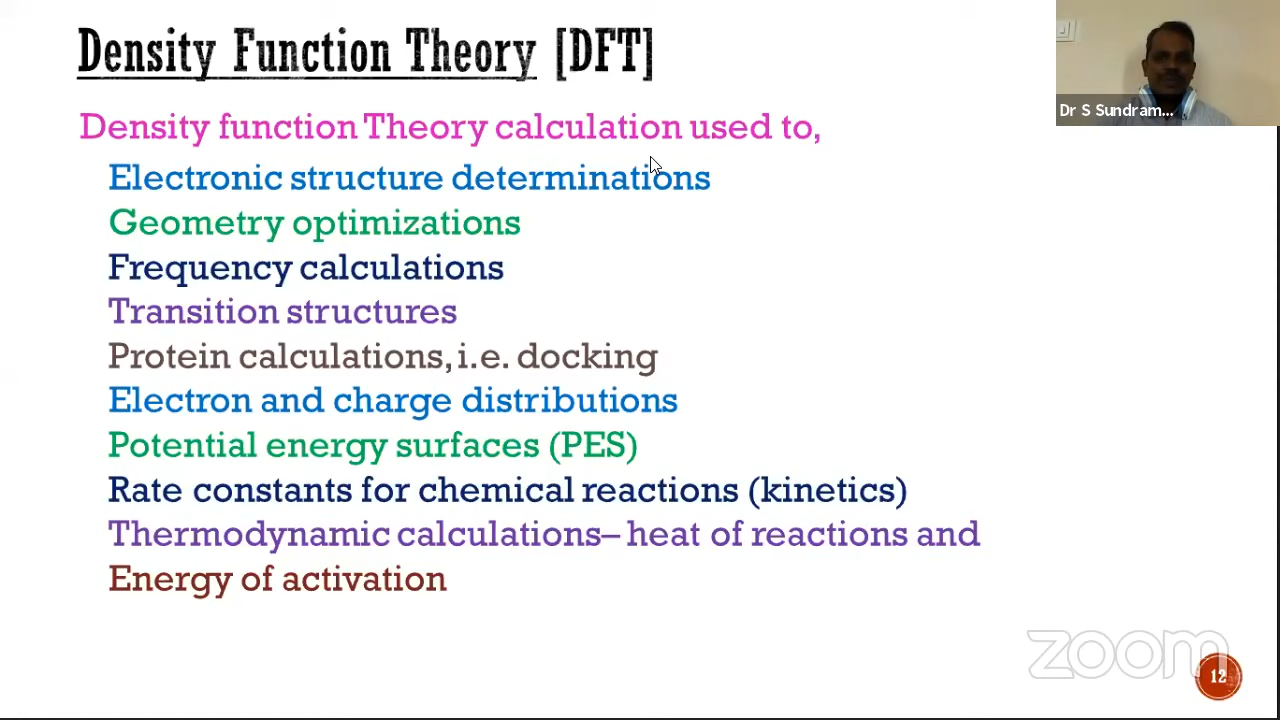 Density Function Theory [DFT]
Dr S Sundram...
Density function Theory calculation used to,
Electronic structure determinations
Geometry optimizations
Frequency calculations
Transition structures
Protein calculations, i.e. docking
Electron and charge distributions
Potential energy surfaces (PES)
Rate constants for chemical reactions (kinetics)
Thermodynamic calculations– heat of reactions and
Energy of activation
zoom
12